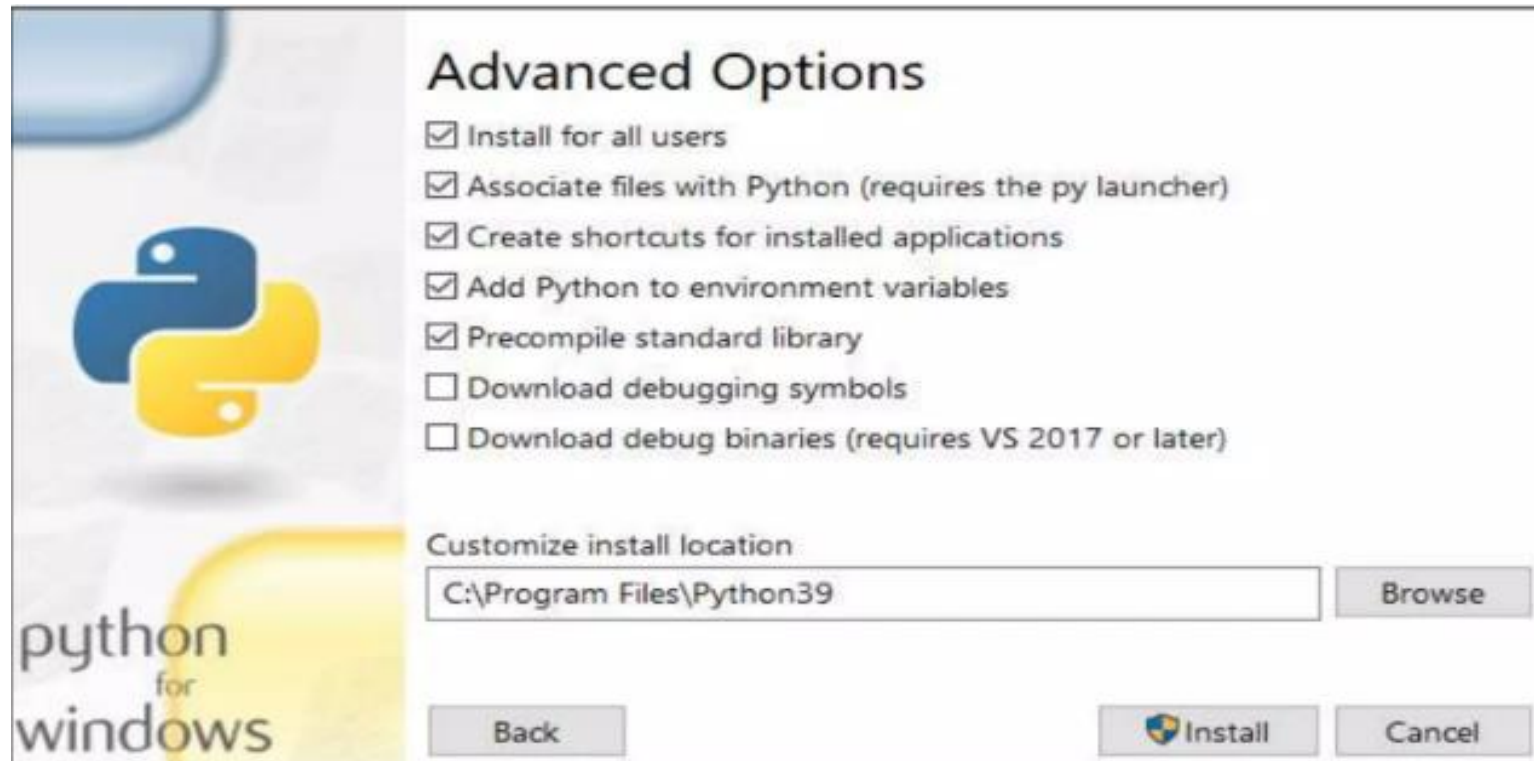 Advanced Options
Install for all users
Associate files with Python (requires the py launcher)
Create shortcuts for installed applications
Add Python to environment variables
Precompile standard library
Download debugging symbols
Download debug binaries (requires VS 2017 or later)
Customize install location
C:\Program Files\Python39
Browse
python
for
windows
Back
Install
Cancel